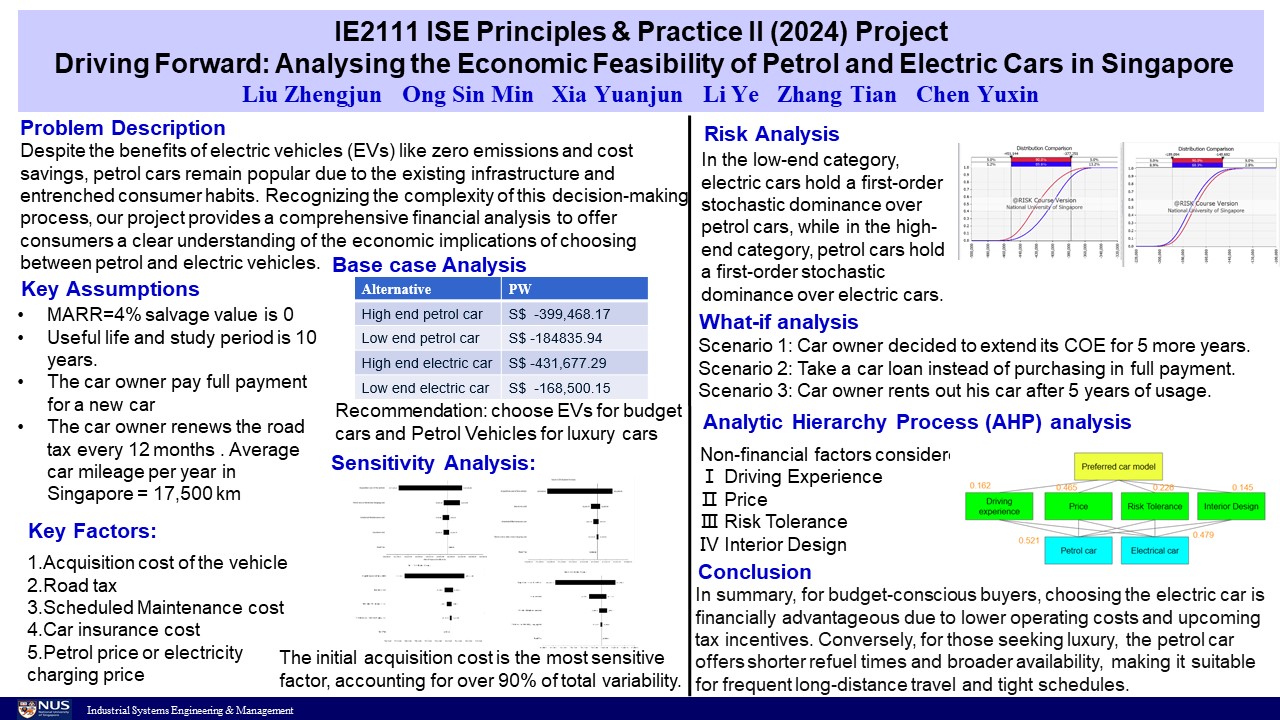 IE2111 ISE Principles & Practice II (2024) Project
Driving Forward: Analysing the Economic Feasibility of Petrol and Electric Cars in Singapore
Liu Zhengjun Ong Sin Min Xia Yuanjun Li Ye Zhang Tian Chen Yuxin
Problem Description
Despite the benefits of electric vehicles (EVs) like zero emissions and cost
savings, petrol cars remain popular due to the existing infrastructure and
entrenched consumer habits. Recognizing the complexity of this decision-making
process, our project provides a comprehensive financial analysis to offer
consumers a clear understanding of the economic implications of choosing
between petrol and electric vehicles.
Key Assumptions
• MARR=4% salvage value is 0
• Useful life and study period is 10
years.
• The car owner pay full payment
for a new car
• The car owner renews the road
tax every 12 months . Average
car mileage per year in
Singapore = 17,500 km
Key Factors:
1.Acquisition cost of the vehicle
2.Road tax
3.Scheduled Maintenance cost
4.Car insurance cost
5.Petrol price or electricity
charging price
Base case Analysis
Alternative PW
High end petrol car S$ -399,468.17
Low end petrol car S$ -184835.94
High end electric car S$ -431,677.29
Low end electric car S$ -168,500.15
Recommendation: choose EVs for budget
cars and Petrol Vehicles for luxury cars
Sensitivity Analysis:
The initial acquisition cost is the most sensitive
factor, accounting for over 90% of total variability.
Risk Analysis
In the low-end category,
electric cars hold a first-order
stochastic dominance over
petrol cars, while in the high-
end category, petrol cars hold
a first-order stochastic
dominance over electric cars.
Distribution Comparison
@RISK Course Version
National University of Singapore
Distribution Comparison
@RISK Course Version
National University of Singapore
What-if analysis
Scenario 1: Car owner decided to extend its COE for 5 more years.
Scenario 2: Take a car loan instead of purchasing in full payment.
Scenario 3: Car owner rents out his car after 5 years of usage.
Analytic Hierarchy Process (AHP) analysis
Non-financial factors consider
Ⅰ Driving Experience
Ⅱ Price
Ⅲ Risk Tolerance
Ⅳ Interior Design
Preferred car model
0.162 0.465 0.228 0.145
Driving experience Price Risk Tolerance Interior Design
0.521 0.479
Petrol car Electrical car
Conclusion
In summary, for budget-conscious buyers, choosing the electric car is
financially advantageous due to lower operating costs and upcoming
tax incentives. Conversely, for those seeking luxury, the petrol car
offers shorter refuel times and broader availability, making it suitable
for frequent long-distance travel and tight schedules.
NUS
National University
of Singapore
Industrial Systems Engineering & Management